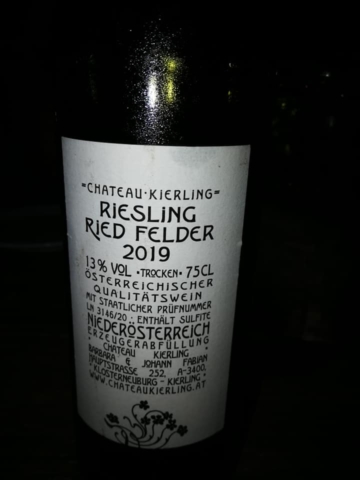 =CHATEAU·KIERLING=
RIESLING
RIED FELDER
2019
13% VOL •TROCKEN• 75CL
ÖSTERREICHISCHER
QUALITÄTSWEIN
MIT STAATLICHER PRÜFNUMMER
LN 3146/20 · ENTHÄLT SULFITE
NIEDERÖSTERREICH
ERZEUGERABFÜLLUNG
* CHATEAU KIERLING *
BARBARA & JOHANN FABIAN
HAUPTSTRASSE 252, A-3400,
* KLOSTERNEUBURG - KIERLING *
WWW.CHATEAUKIERLING.AT